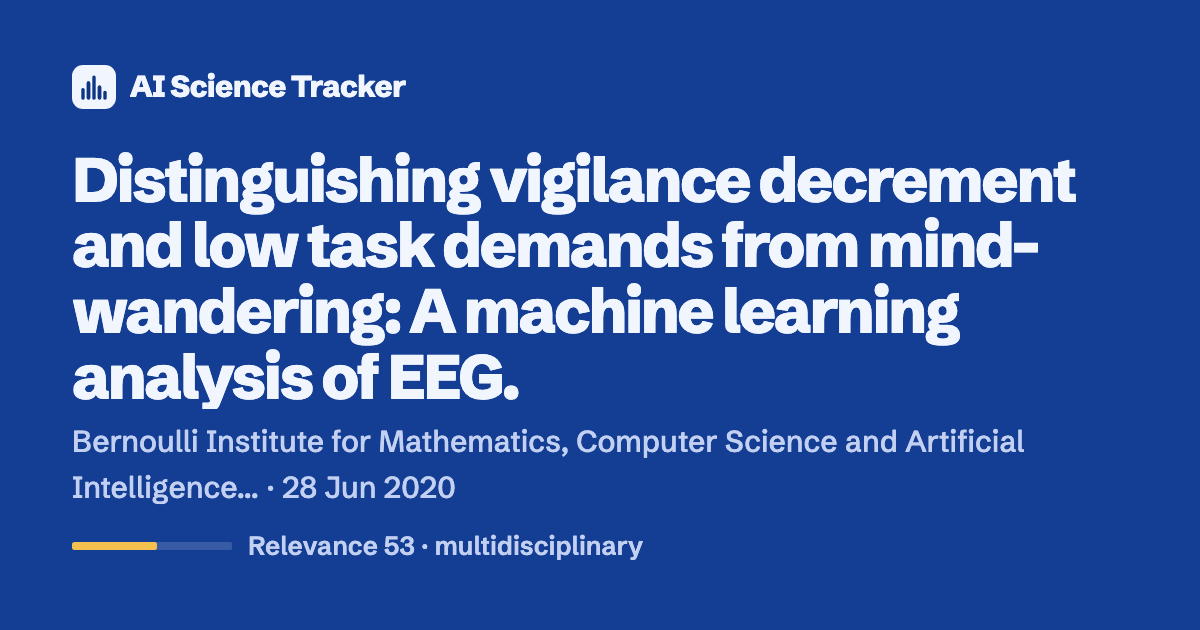 AI Science Tracker
Distinguishing vigilance decrement
and low task demands from mind-
wandering: A machine learning
analysis of EEG.
Bernoulli Institute for Mathematics, Computer Science and Artificial
Intelligence... · 28 Jun 2020
Relevance 53 · multidisciplinary